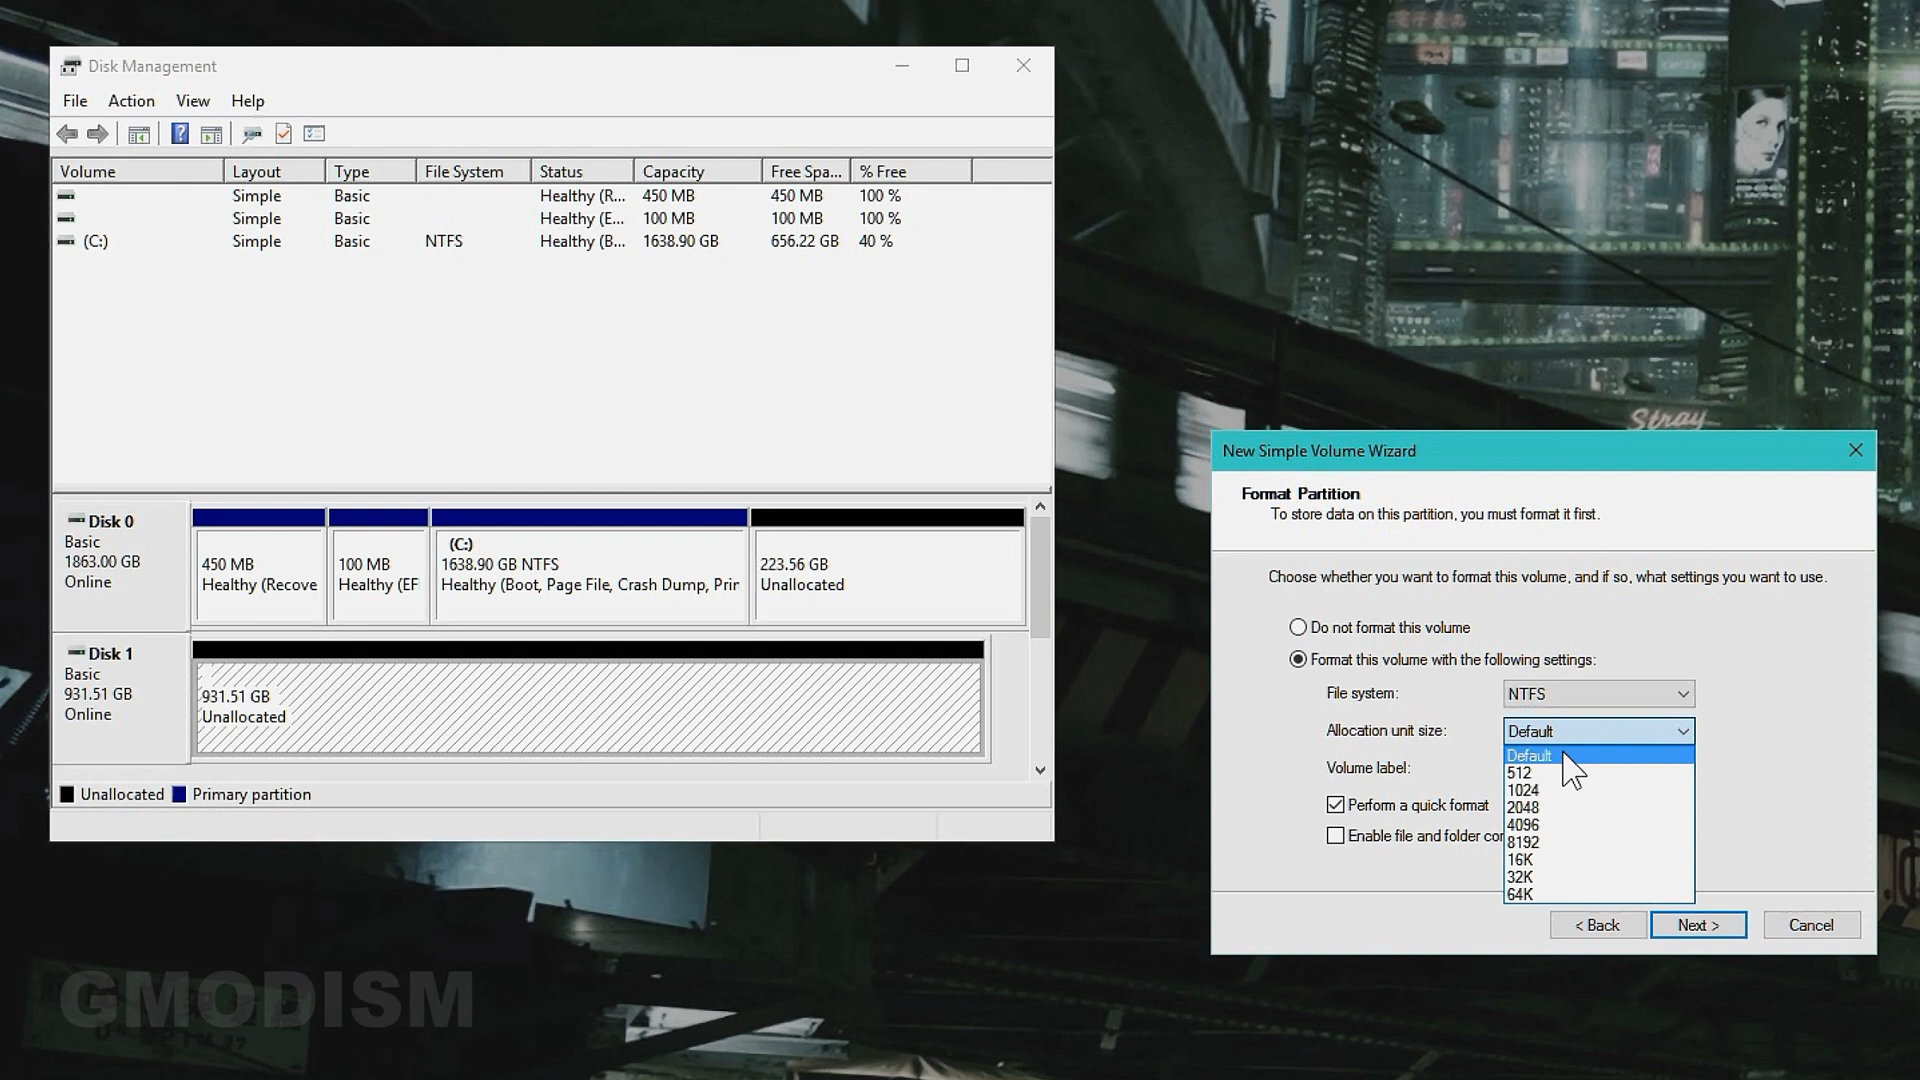 Disk Management
File Action View Help
Volume Layout Type File System Status Capacity Free Spa... % Free
Simple Basic Healthy (R... 450 MB 450 MB 100 %
Simple Basic Healthy (E... 100 MB 100 MB 100 %
(C:) Simple Basic NTFS Healthy (B... 1638.90 GB 656.22 GB 40 %
Disk 0
Basic
1863.00 GB
Online
450 MB
Healthy (Recove
100 MB
Healthy (EF
(C:)
1638.90 GB NTFS
Healthy (Boot, Page File, Crash Dump, Prir
223.56 GB
Unallocated
Disk 1
Basic
931.51 GB
Online
931.51 GB
Unallocated
Unallocated Primary partition
Stray
New Simple Volume Wizard
Format Partition
To store data on this partition, you must format it first.
Choose whether you want to format this volume, and if so, what settings you want to use.
Do not format this volume
Format this volume with the following settings:
File system: NTFS
Allocation unit size: Default
Default
512
1024
2048
4096
8192
16K
32K
64K
Volume label:
Perform a quick format
Enable file and folder cor
< Back Next > Cancel
GMODISM